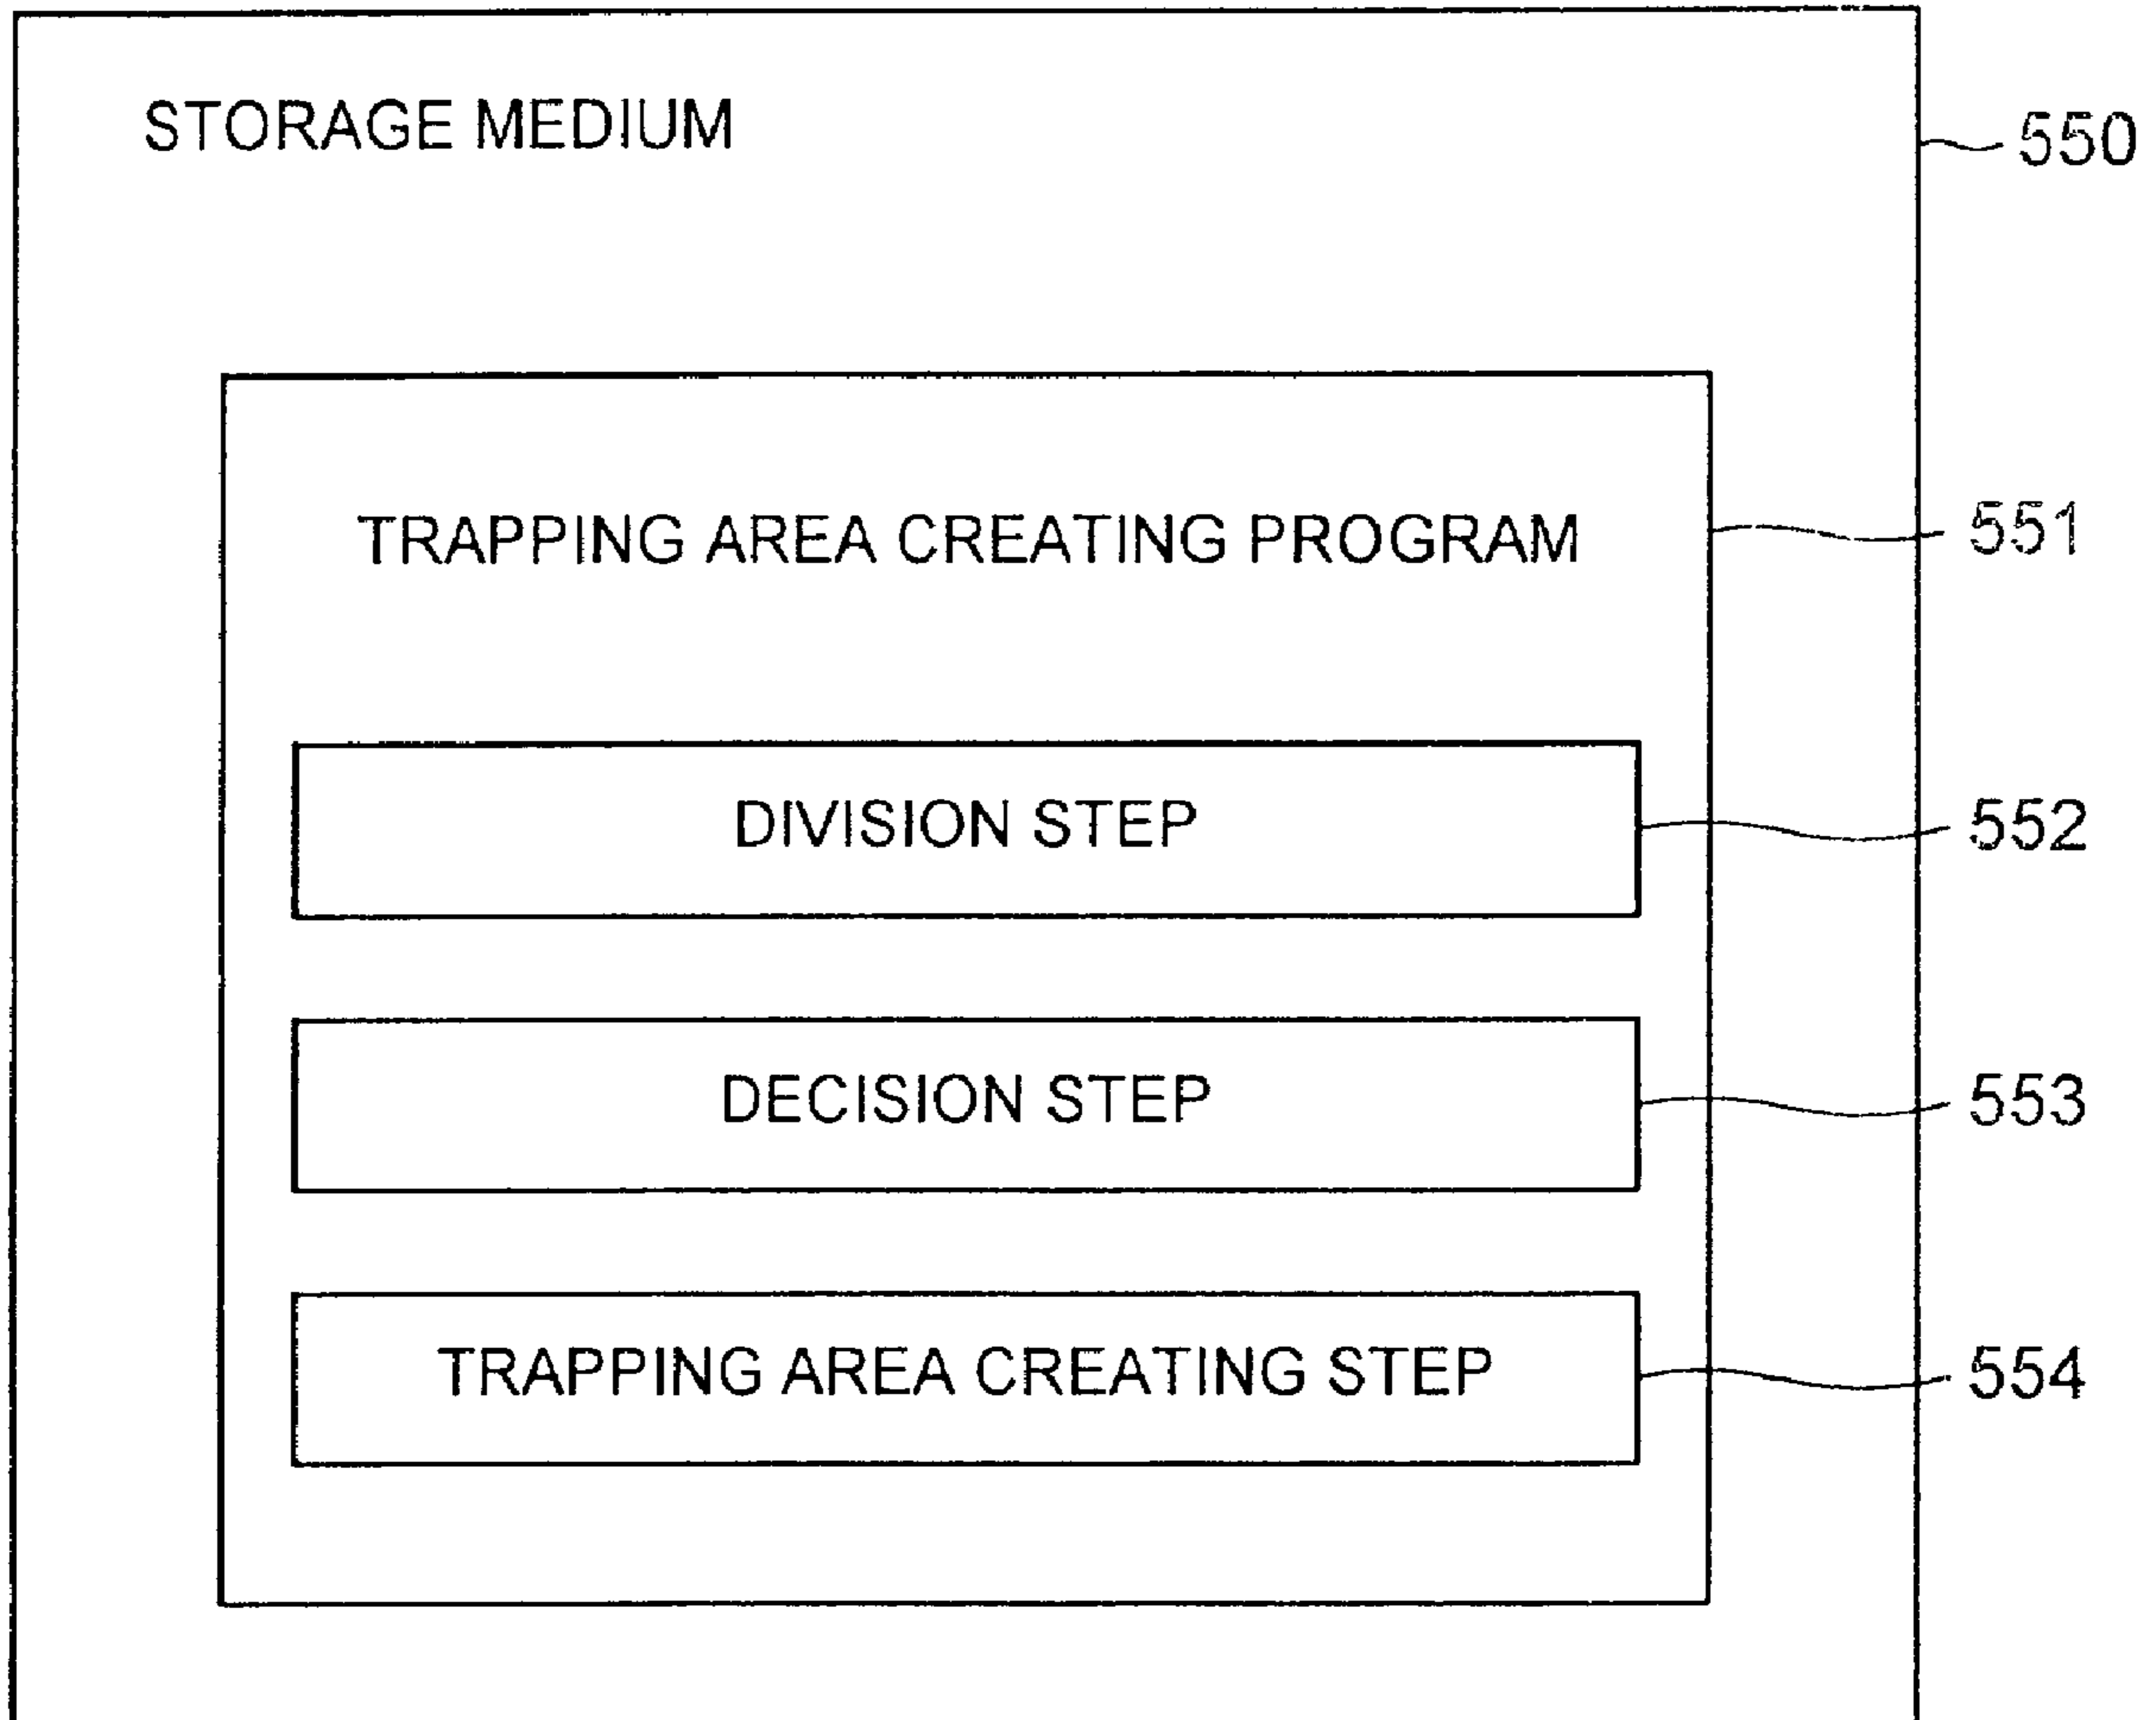 STORAGE MEDIUM
550
TRAPPING AREA CREATING PROGRAM
551
DIVISION STEP
552
DECISION STEP
553
TRAPPING AREA CREATING STEP
554